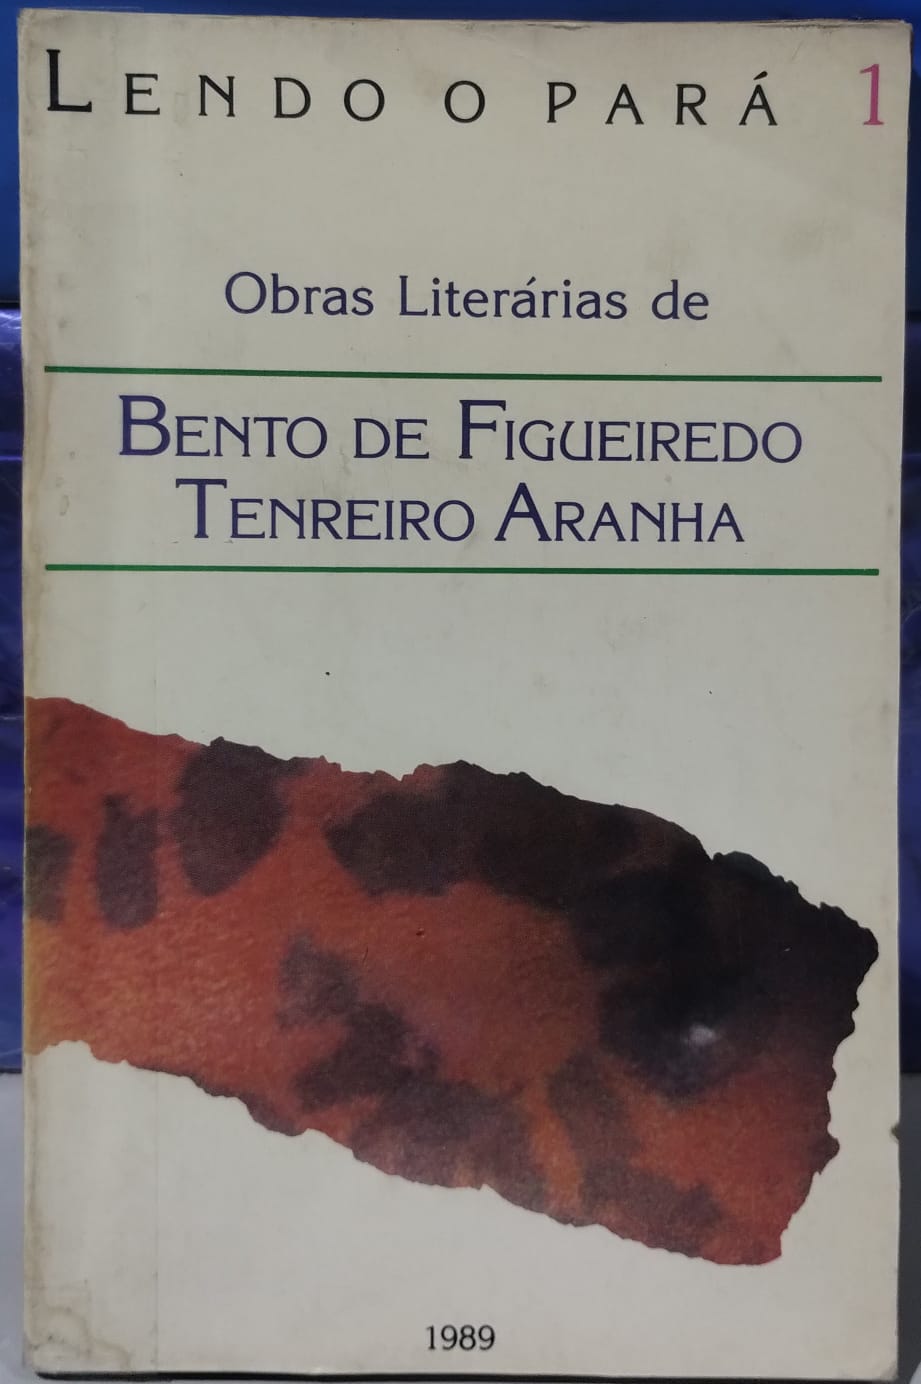 LENDO O PARÁ 1
Obras Literárias de
BENTO DE FIGUEIREDO
TENREIRO ARANHA
1989